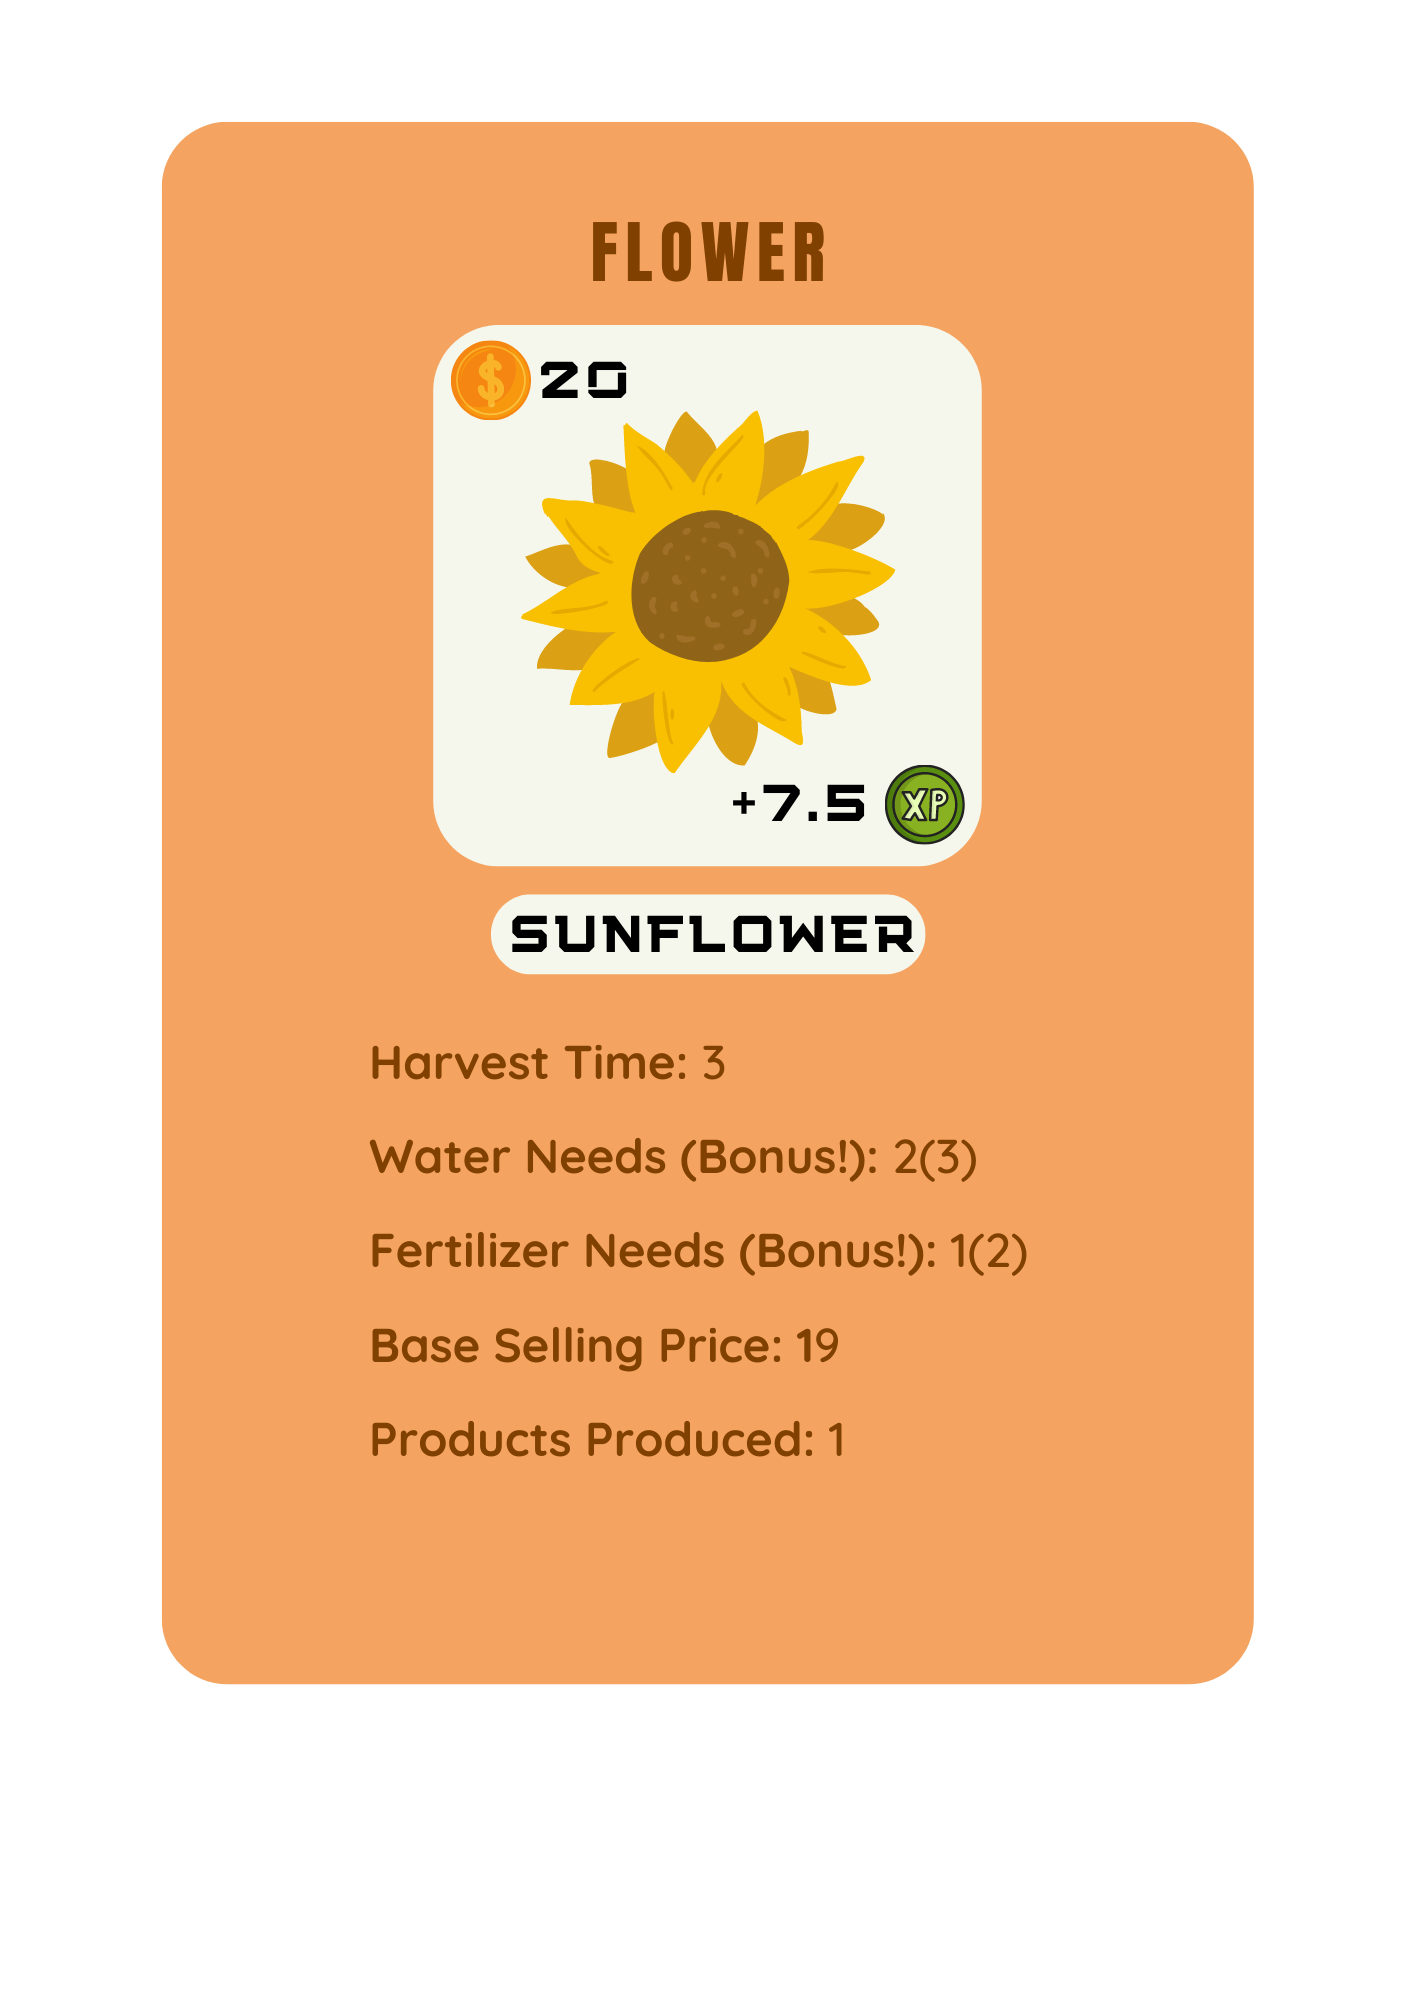 FLOWER
$ 20
+7.5 XP
SUNFLOWER
Harvest Time: 3
Water Needs (Bonus!): 2(3)
Fertilizer Needs (Bonus!): 1(2)
Base Selling Price: 19
Products Produced: 1